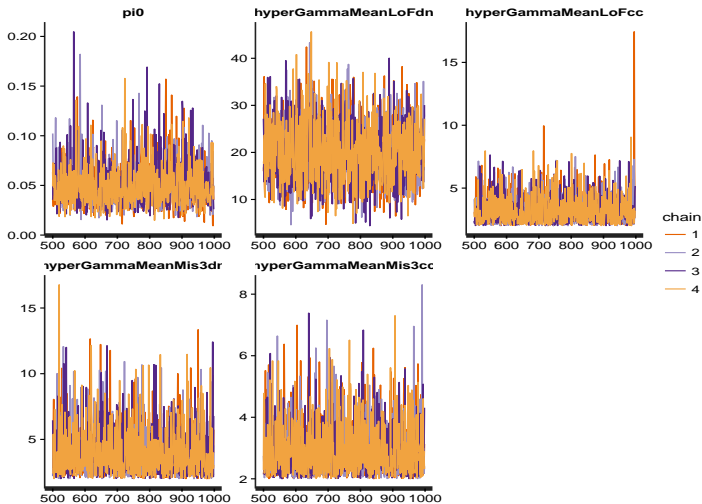 pi0
hyperGammaMeanLoFdn
hyperGammaMeanLoFcc
0.20
0.15
0.10
0.05
0.00
40
30
20
10
15
10
5
500 600 700 800 900 1000
500 600 700 800 900 1000
500 600 700 800 900 1000
chain
1
2
3
4
hyperGammaMeanMis3dn
hyperGammaMeanMis3cc
15
10
5
8
6
4
2
500 600 700 800 900 1000
500 600 700 800 900 1000